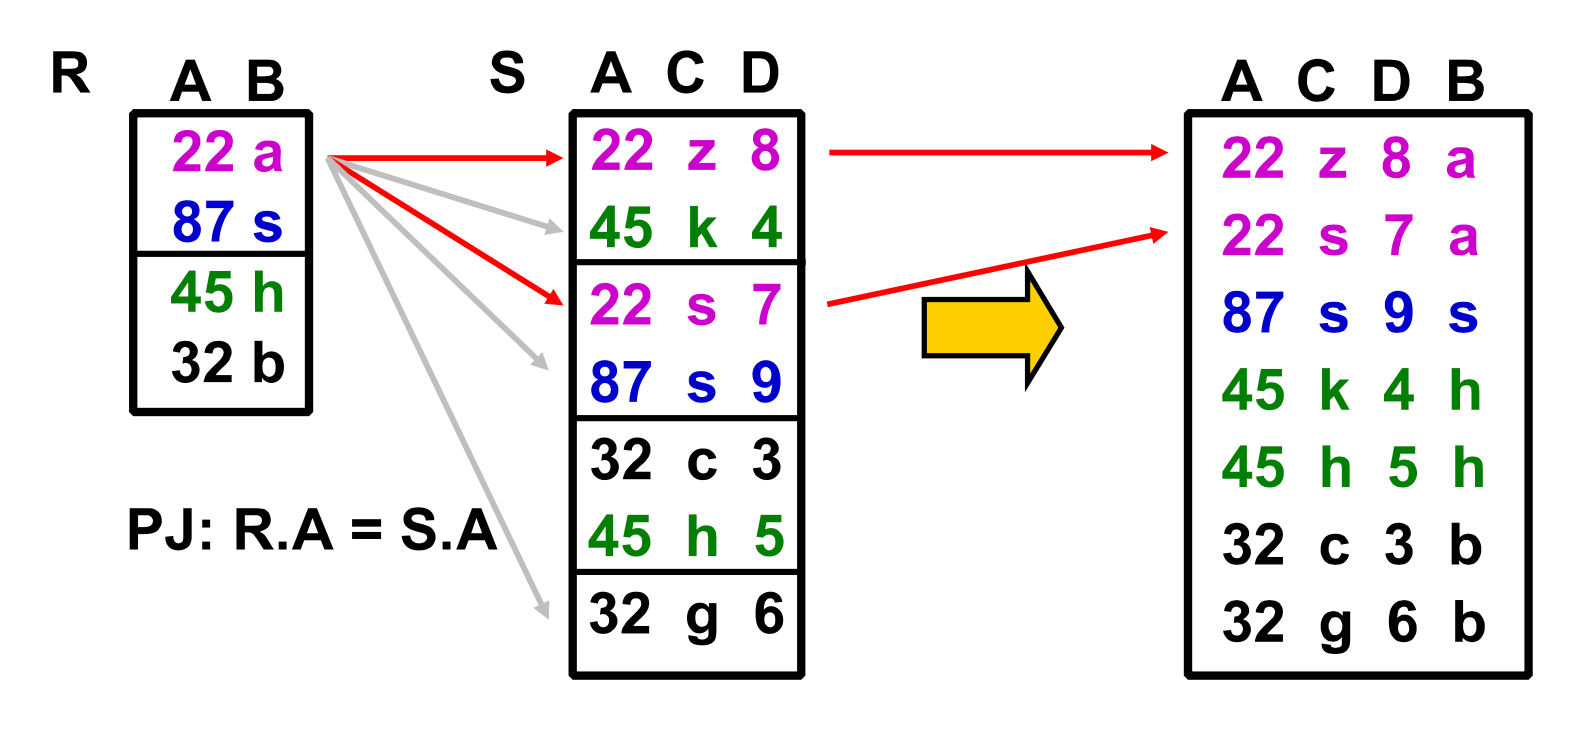 R
A B
22 a
87 s
45 h
32 b
PJ: R.A = S.A
S
A C D
22 z 8
45 k 4
22 s 7
87 s 9
32 c 3
45 h 5
32 g 6
A C D B
22 z 8 a
22 s 7 a
87 s 9 s
45 k 4 h
45 h 5 h
32 c 3 b
32 g 6 b